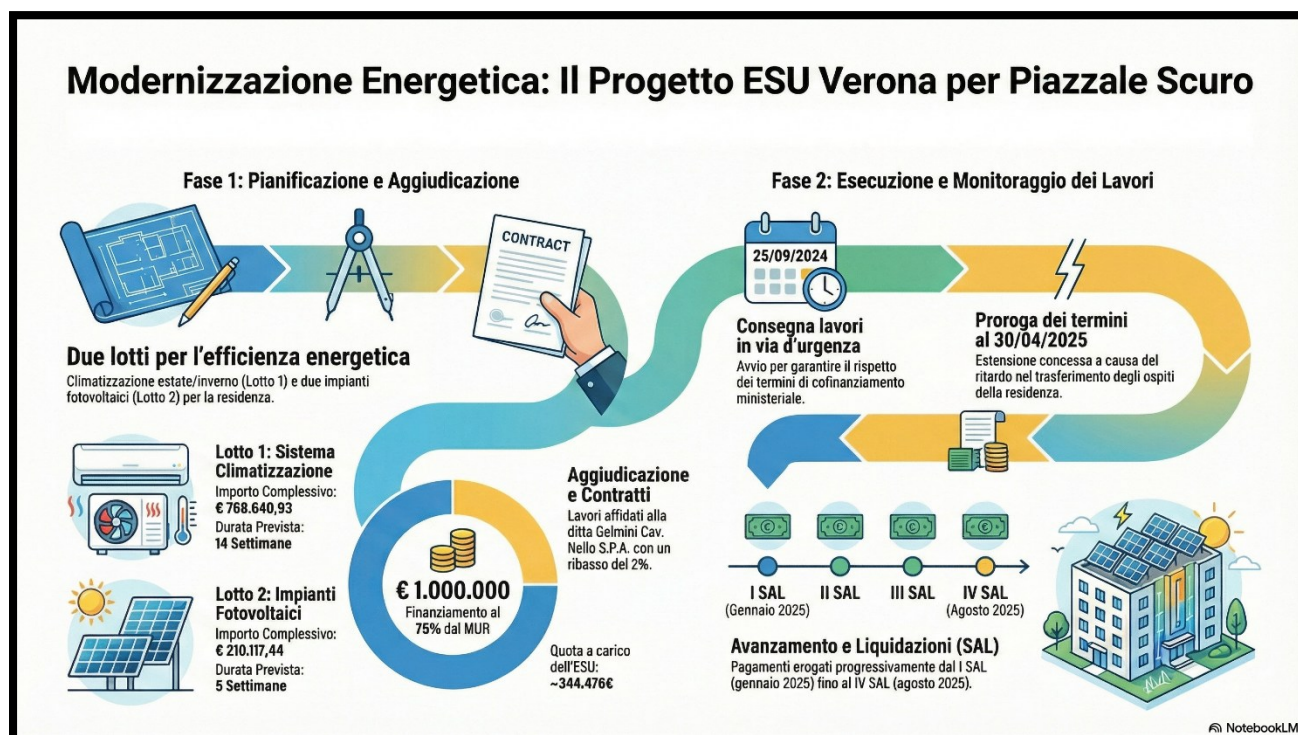 Modernizzazione Energetica: Il Progetto ESU Verona per Piazzale Scuro
Fase 1: Pianificazione e Aggiudicazione
CONTRACT
Due lotti per l'efficienza energetica
Climatizzazione estate/inverno (Lotto 1) e due impianti
fotovoltaici (Lotto 2) per la residenza.
Lotto 1: Sistema
Climatizzazione
Importo Complessivo:
€ 768.640,93
Durata Prevista:
14 Settimane
Lotto 2: Impianti
Fotovoltaici
Importo Complessivo:
€ 210.117,44
Durata Prevista:
5 Settimane
€ 1.000.000
Finanziamento al
75% dal MUR
Aggiudicazione
e Contratti
Lavori affidati alla
ditta Gelmini Cav.
Nello S.P.A. con un
ribasso del 2%.
Quota a carico
dell'ESU:
~344.476€
Fase 2: Esecuzione e Monitoraggio dei Lavori
25/09/2024
Consegna lavori
in via d'urgenza
Avvio per garantire il rispetto
dei termini di cofinanziamento
ministeriale.
Proroga dei termini
al 30/04/2025
Estensione concessa a causa del
ritardo nel trasferimento degli ospiti
della residenza.
€ € € €
I SAL II SAL III SAL IV SAL
(Gennaio 2025) (Agosto 2025)
Avanzamento e Liquidazioni (SAL)
Pagamenti erogati progressivamente dal I SAL
(gennaio 2025) fino al IV SAL (agosto 2025).
NotebookLM